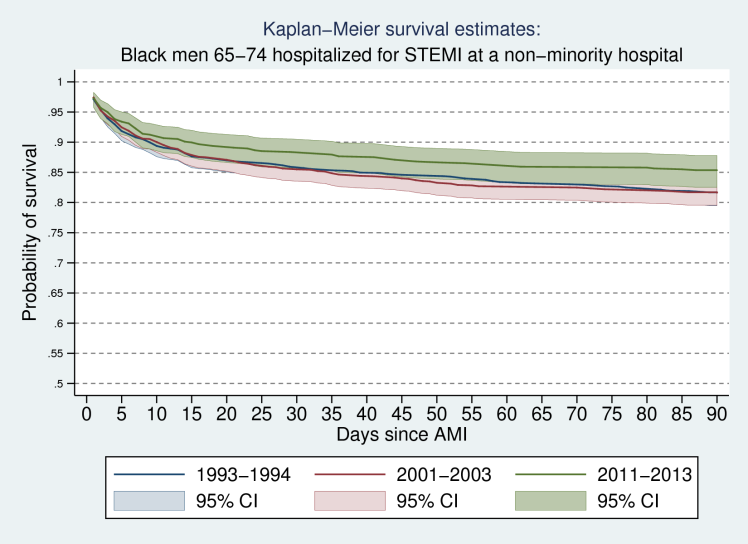 Kaplan−Meier survival estimates:
Black men 65−74 hospitalized for STEMI at a non−minority hospital
Probability of survival
1
.95
.9
.85
.8
.75
.7
.65
.6
.55
.5
0 5 10 15 20 25 30 35 40 45 50 55 60 65 70 75 80 85 90
Days since AMI
1993−1994 2001−2003 2011−2013
95% CI 95% CI 95% CI